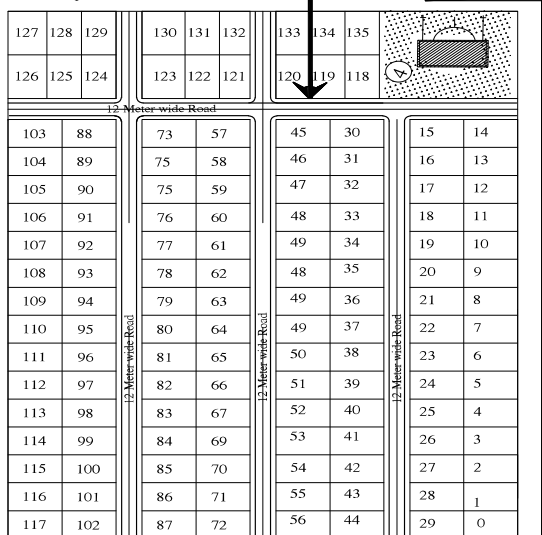 127 128 129 130 131 132 133 134 135
126 125 124 123 122 121 120 119 118
4
12 Meter wide Road
103 88 73 57 45 30 15 14
104 89 75 58 46 31 16 13
105 90 75 59 47 32 17 12
106 91 76 60 48 33 18 11
107 92 77 61 49 34 19 10
108 93 78 62 48 35 20 9
109 94 79 63 49 36 21 8
110 95 80 64 49 37 22 7
111 96 81 65 50 38 23 6
112 97 82 66 51 39 24 5
113 98 83 67 52 40 25 4
114 99 84 69 53 41 26 3
115 100 85 70 54 42 27 2
116 101 86 71 55 43 28 1
117 102 87 72 56 44 29 0
12 Meter wide Road
12 Meter wide Road
12 Meter wide Road